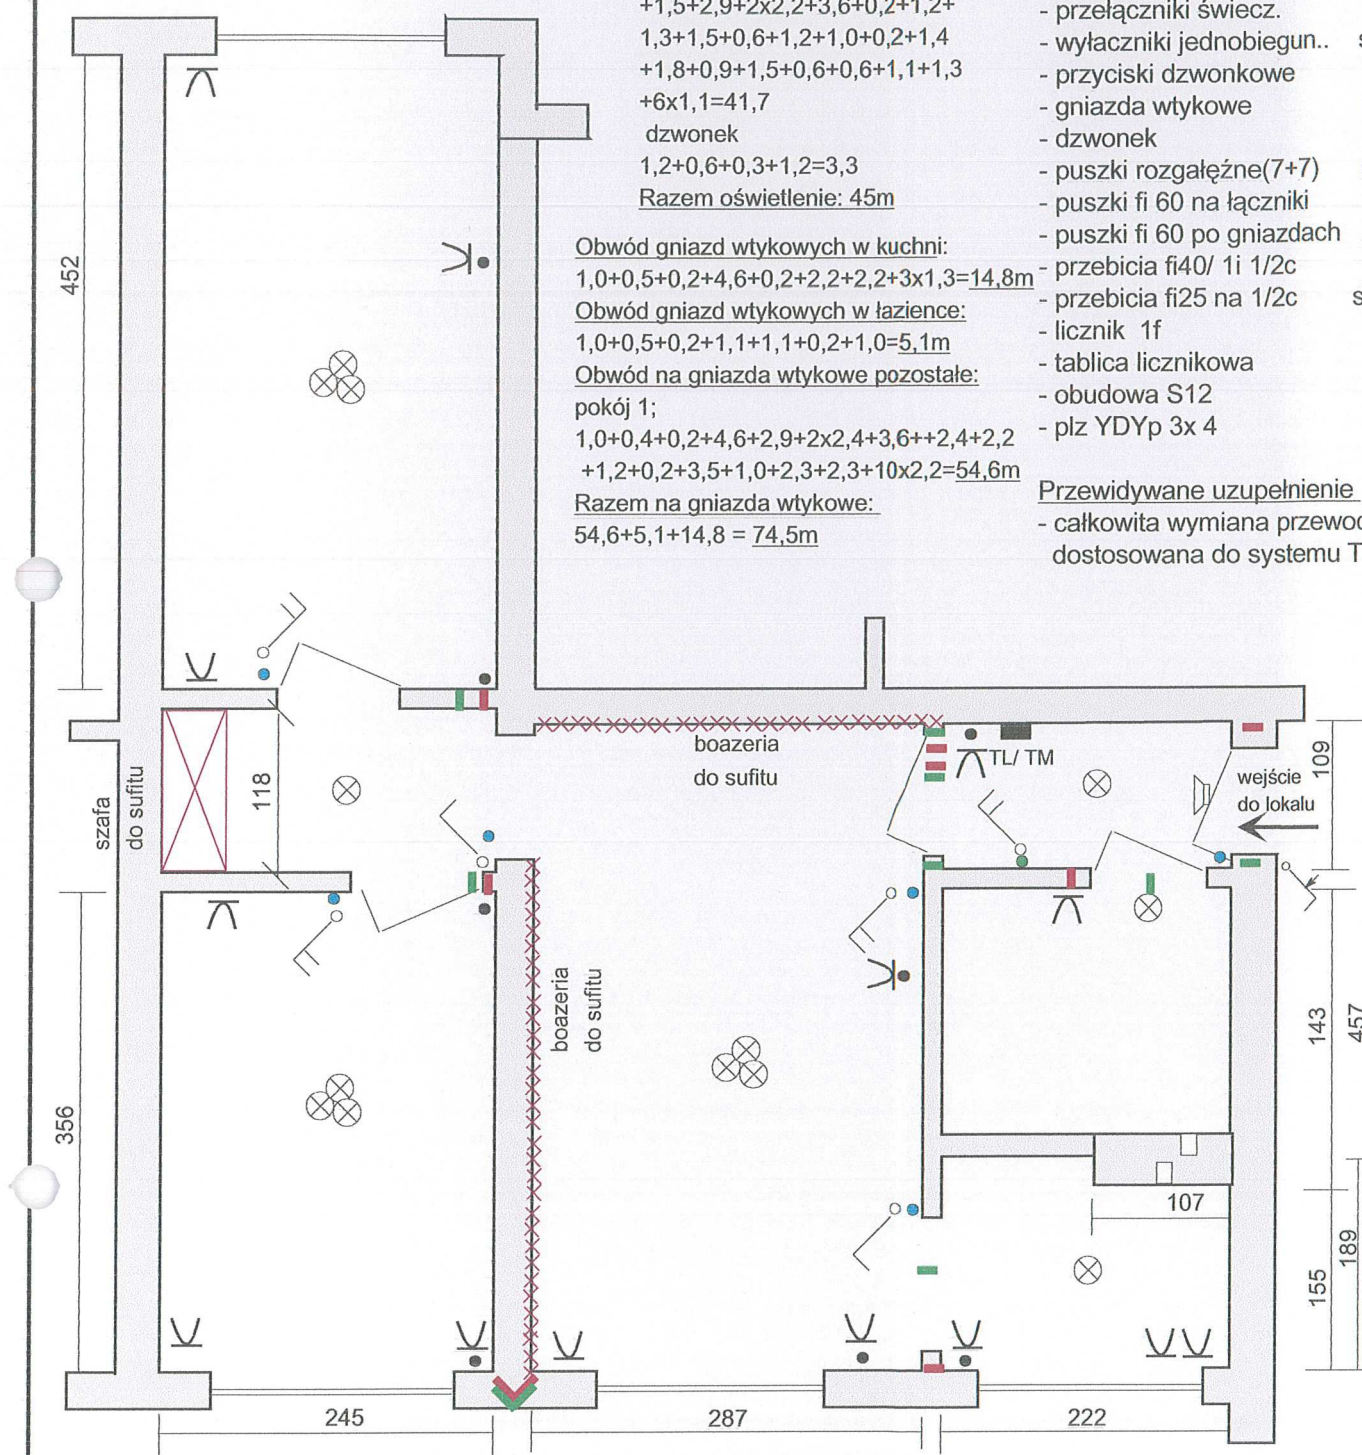 +1,5+2,9+2x2,2+3,6+0,2+1,2+
1,3+1,5+0,6+1,2+1,0+0,2+1,4
+1,8+0,9+1,5+0,6+0,6+1,1+1,3
+6x1,1=41,7
dzwonek
1,2+0,6+0,3+1,2=3,3
Razem oświetlenie: 45m
Obwód gniazd wtykowych w kuchni:
1,0+0,5+0,2+4,6+0,2+2,2+2,2+3x1,3=14,8m
Obwód gniazd wtykowych w łazience:
1,0+0,5+0,2+1,1+1,1+0,2+1,0=5,1m
Obwód na gniazda wtykowe pozostałe:
pokój 1;
1,0+0,4+0,2+4,6+2,9+2x2,4+3,6++2,4+2,2
+1,2+0,2+3,5+1,0+2,3+2,3+10x2,2=54,6m
Razem na gniazda wtykowe:
54,6+5,1+14,8 = 74,5m
- przełączniki świecz.
- wyłaczniki jednobiegun.. s
- przyciski dzwonkowe
- gniazda wtykowe
- dzwonek
- puszki rozgałęźne(7+7)
- puszki fi 60 na łączniki
- puszki fi 60 po gniazdach
- przebicia fi40/ 1i 1/2c
- przebicia fi25 na 1/2c s
- licznik 1f
- tablica licznikowa
- obudowa S12
- plz YDYp 3x 4
Przewidywane uzupełnienie
- całkowita wymiana przewod
dostosowana do systemu T
452
szafa
do sufitu
118
boazeria
do sufitu
TL/ TM
wejście
do lokalu
109
356
boazeria
do sufitu
143
457
107
155
189
245
287
222